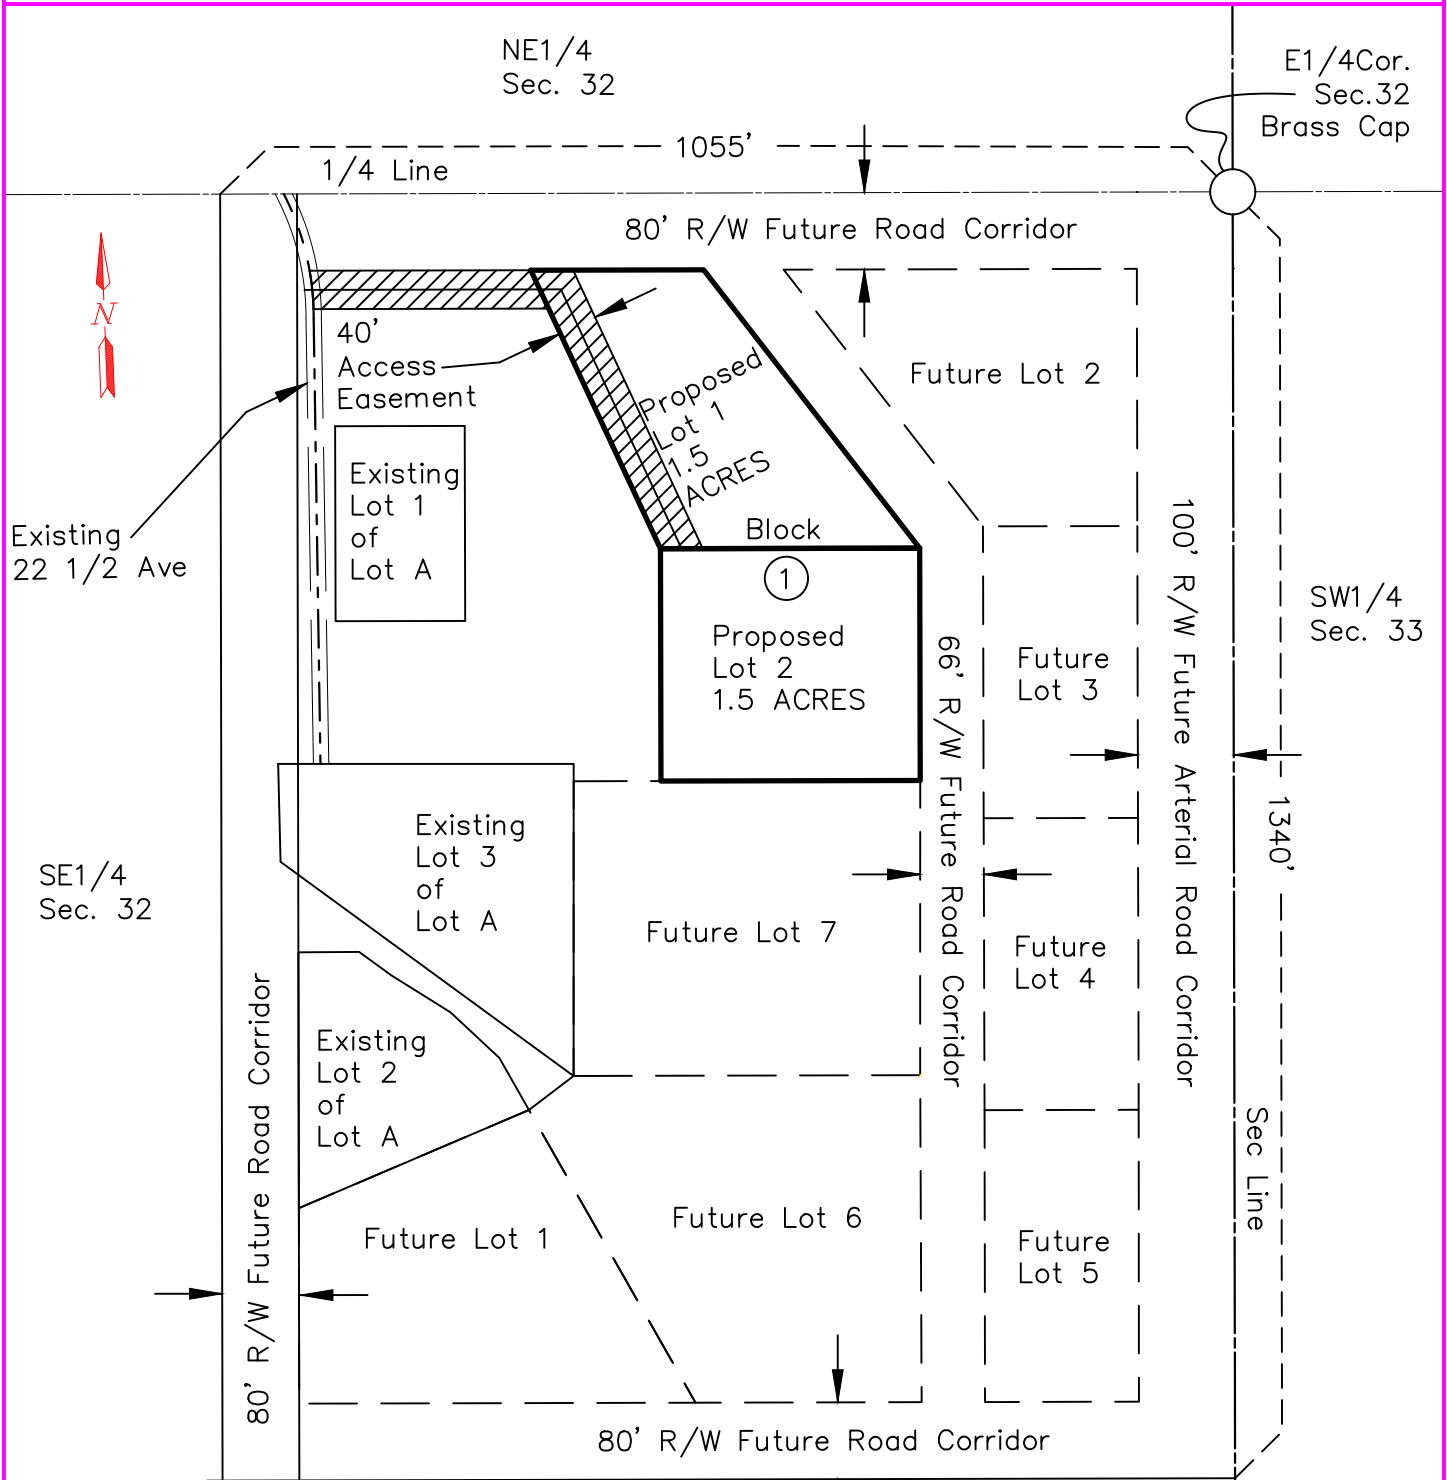 NE1/4
Sec. 32
E1/4Cor.
Sec.32
Brass Cap
1055'
1/4 Line
80' R/W Future Road Corridor
N
40'
Access
Easement
Proposed
Lot 1
1.5
ACRES
Future Lot 2
Existing
Lot 1
of
Lot A
Existing
22 1/2 Ave
Block
1
Proposed
Lot 2
1.5 ACRES
66' R/W Future Road Corridor
Future
Lot 3
100' R/W Future Arterial Road Corridor
SW1/4
Sec. 33
1340'
SE1/4
Sec. 32
Existing
Lot 3
of
Lot A
Future Lot 7
Future
Lot 4
80' R/W Future Road Corridor
Existing
Lot 2
of
Lot A
Sec Line
Future Lot 1
Future Lot 6
Future
Lot 5
80' R/W Future Road Corridor